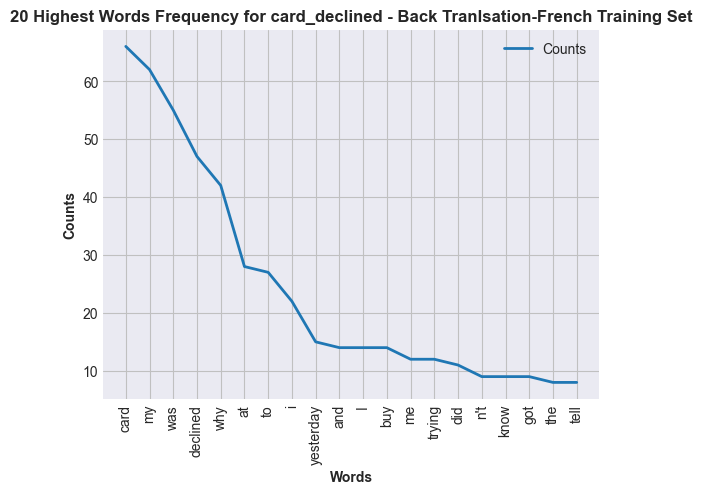 20 Highest Words Frequency for card_declined - Back Tranlsation-French Training Set
Counts
Counts
60
50
40
30
20
10
card
my
was
declined
why
at
to
i
yesterday
and
I
buy
me
trying
did
n't
know
got
the
tell
Words